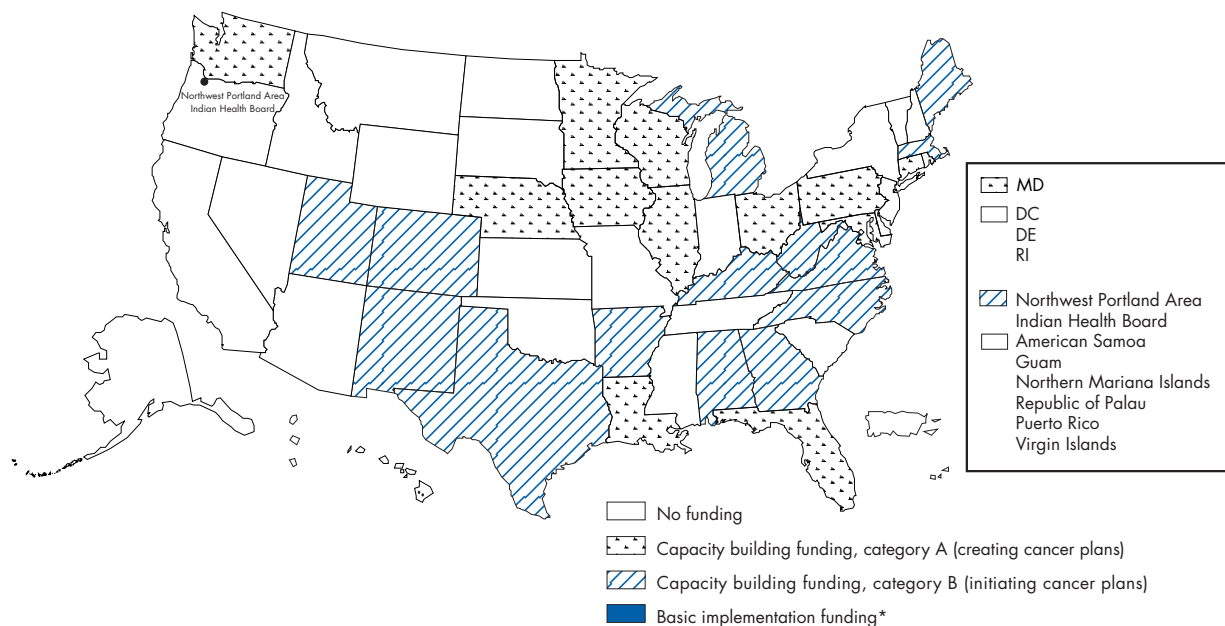 Northwest Portland Area
Indian Health Board
MD
DC
DE
RI
Northwest Portland Area
Indian Health Board
American Samoa
Guam
Northern Mariana Islands
Republic of Palau
Puerto Rico
Virgin Islands
No funding
Capacity building funding, category A (creating cancer plans)
Capacity building funding, category B (initiating cancer plans)
Basic implementation funding*